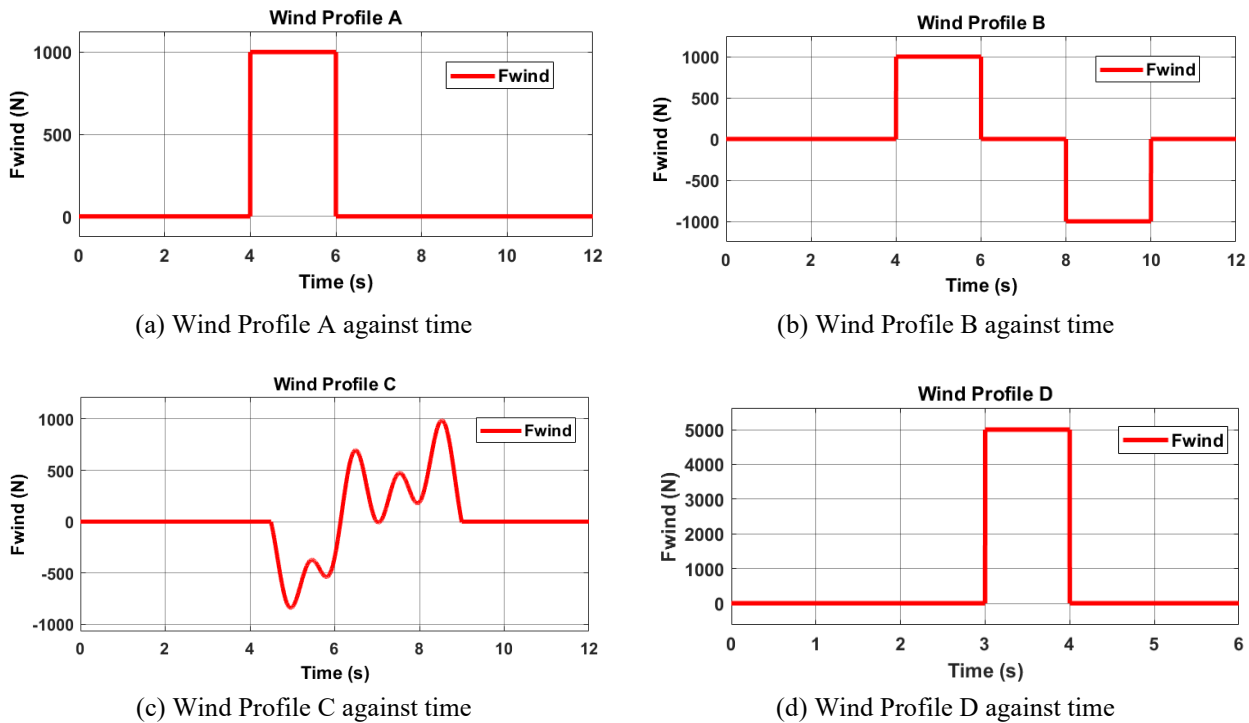 Wind Profile A
Fwind
1000
500
0
Fwind (N)
0 2 4 6 8 10 12
Time (s)
(a) Wind Profile A against time
Wind Profile B
Fwind
1000
500
0
-500
-1000
Fwind (N)
0 2 4 6 8 10 12
Time (s)
(b) Wind Profile B against time
Wind Profile C
Fwind
1000
500
0
-500
-1000
Fwind (N)
0 2 4 6 8 10 12
Time (s)
(c) Wind Profile C against time
Wind Profile D
Fwind
5000
4000
3000
2000
1000
0
Fwind (N)
0 1 2 3 4 5 6
Time (s)
(d) Wind Profile D against time